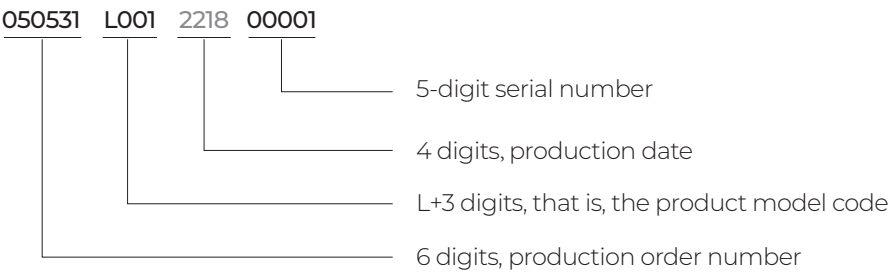 050531 L001 2218 00001
5-digit serial number
4 digits, production date
L+3 digits, that is, the product model code
6 digits, production order number